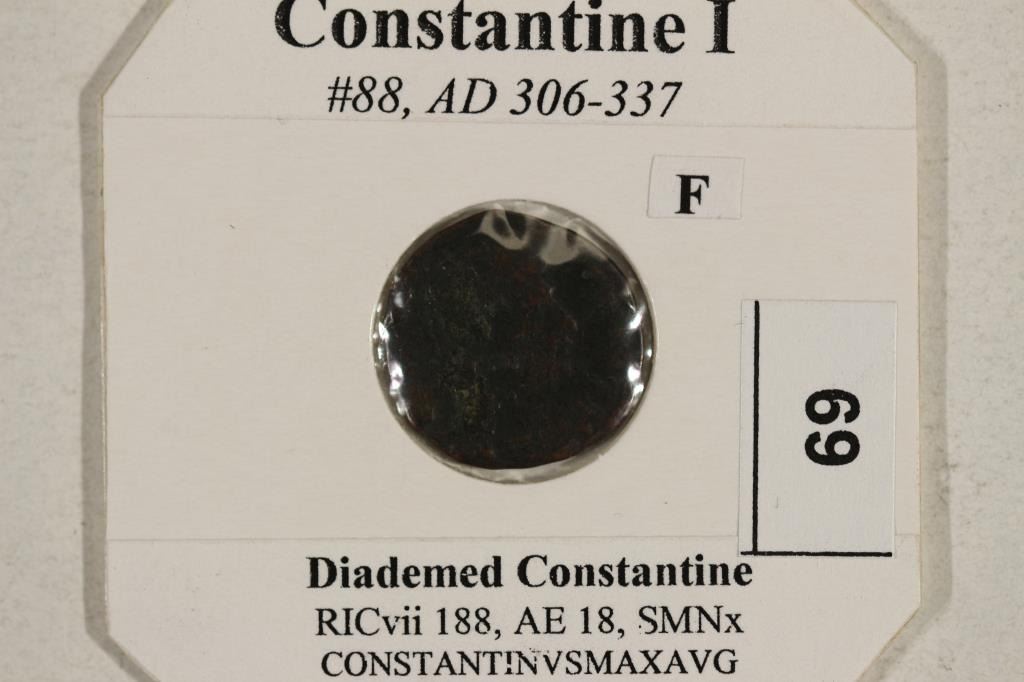 Constantine I
#88, AD 306-337
F
69
Diademed Constantine
RICvii 188, AE 18, SMNx
CONSTANTINVSMAXAVG